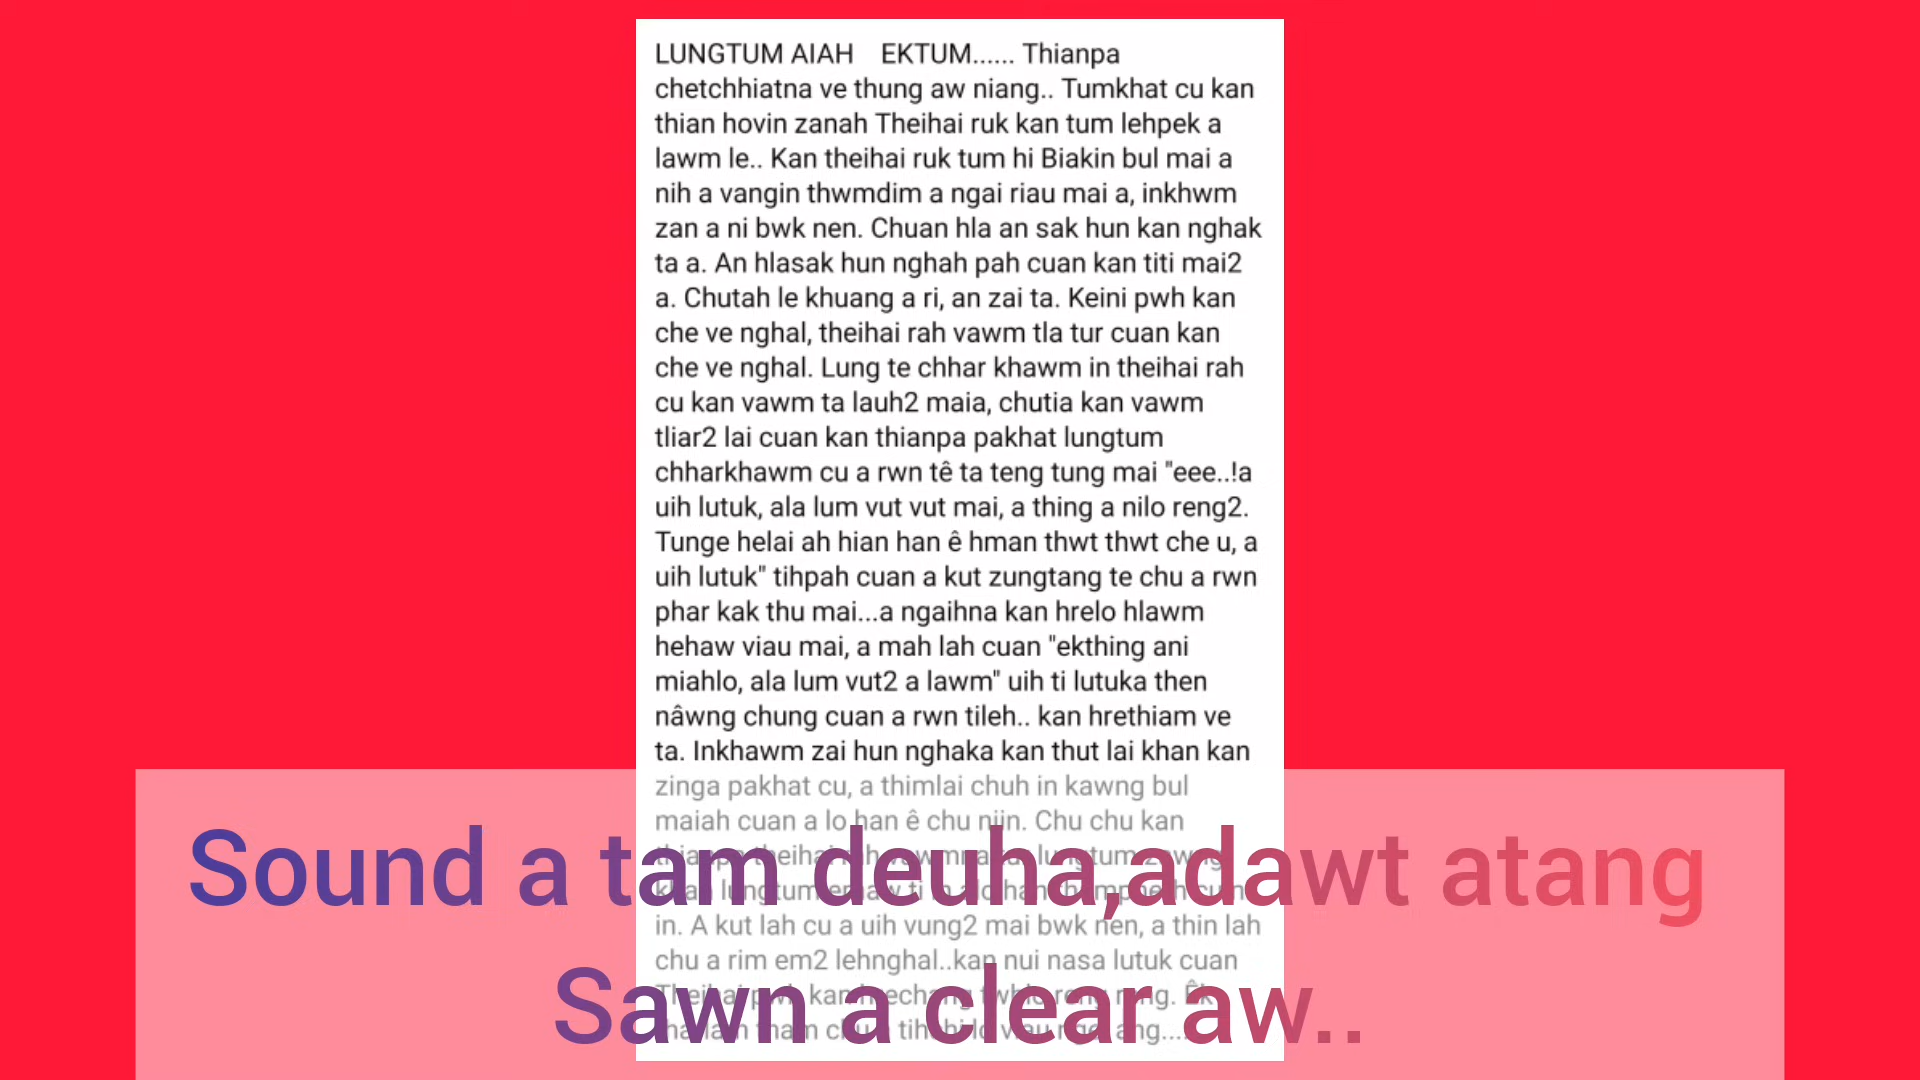 LUNGTUM AIAH EKTUM...... Thianpa
chetchhiatna ve thung aw niang.. Tumkhat cu kan
thian hovin zanah Theihai ruk kan tum lehpek a
lawm le.. Kan theihai ruk tum hi Biakin bul mai a
nih a vangin thwmdim a ngai riau mai a, inkhwm
zan a ni bwk nen. Chuan hla an sak hun kan nghak
ta a. An hlasak hun nghah pah cuan kan titi mai2
a. Chutah le khuang a ri, an zai ta. Keini pwh kan
che ve nghal, theihai rah vawm tla tur cuan kan
che ve nghal. Lung te chhar khawm in theihai rah
cu kan vawm ta lauh2 maia, chutia kan vawm
tliar2 lai cuan kan thianpa pakhat lungtum
chharkhawm cu a rwn tê ta teng tung mai "eee..!a
uih lutuk, ala lum vut vut mai, a thing a nilo reng2.
Tunge helai ah hian han ê hman thwt thwt che u, a
uih lutuk" tihpah cuan a kut zungtang te chu a rwn
phar kak thu mai...a ngaihna kan hrelo hlawm
hehaw viau mai, a mah lah cuan "ekthing ani
miahlo, ala lum vut2 a lawm" uih ti lutuka then
nâwng chung cuan a rwn tileh.. kan hrethiam ve
ta. Inkhawm zai hun nghaka kan thut lai khan kan
zinga pakhat cu, a thimlai chuh in kawng bul
maiah cuan a lo han ê chu niin. Chu chu kan
in. A kut lah cu a uih vung2 mai bwk nen, a thin lah
chu a rim em2 lehnghal..kan nui nasa lutuk cuan
Sound a tam deuha,adawt atang
Sawn a clear aw..